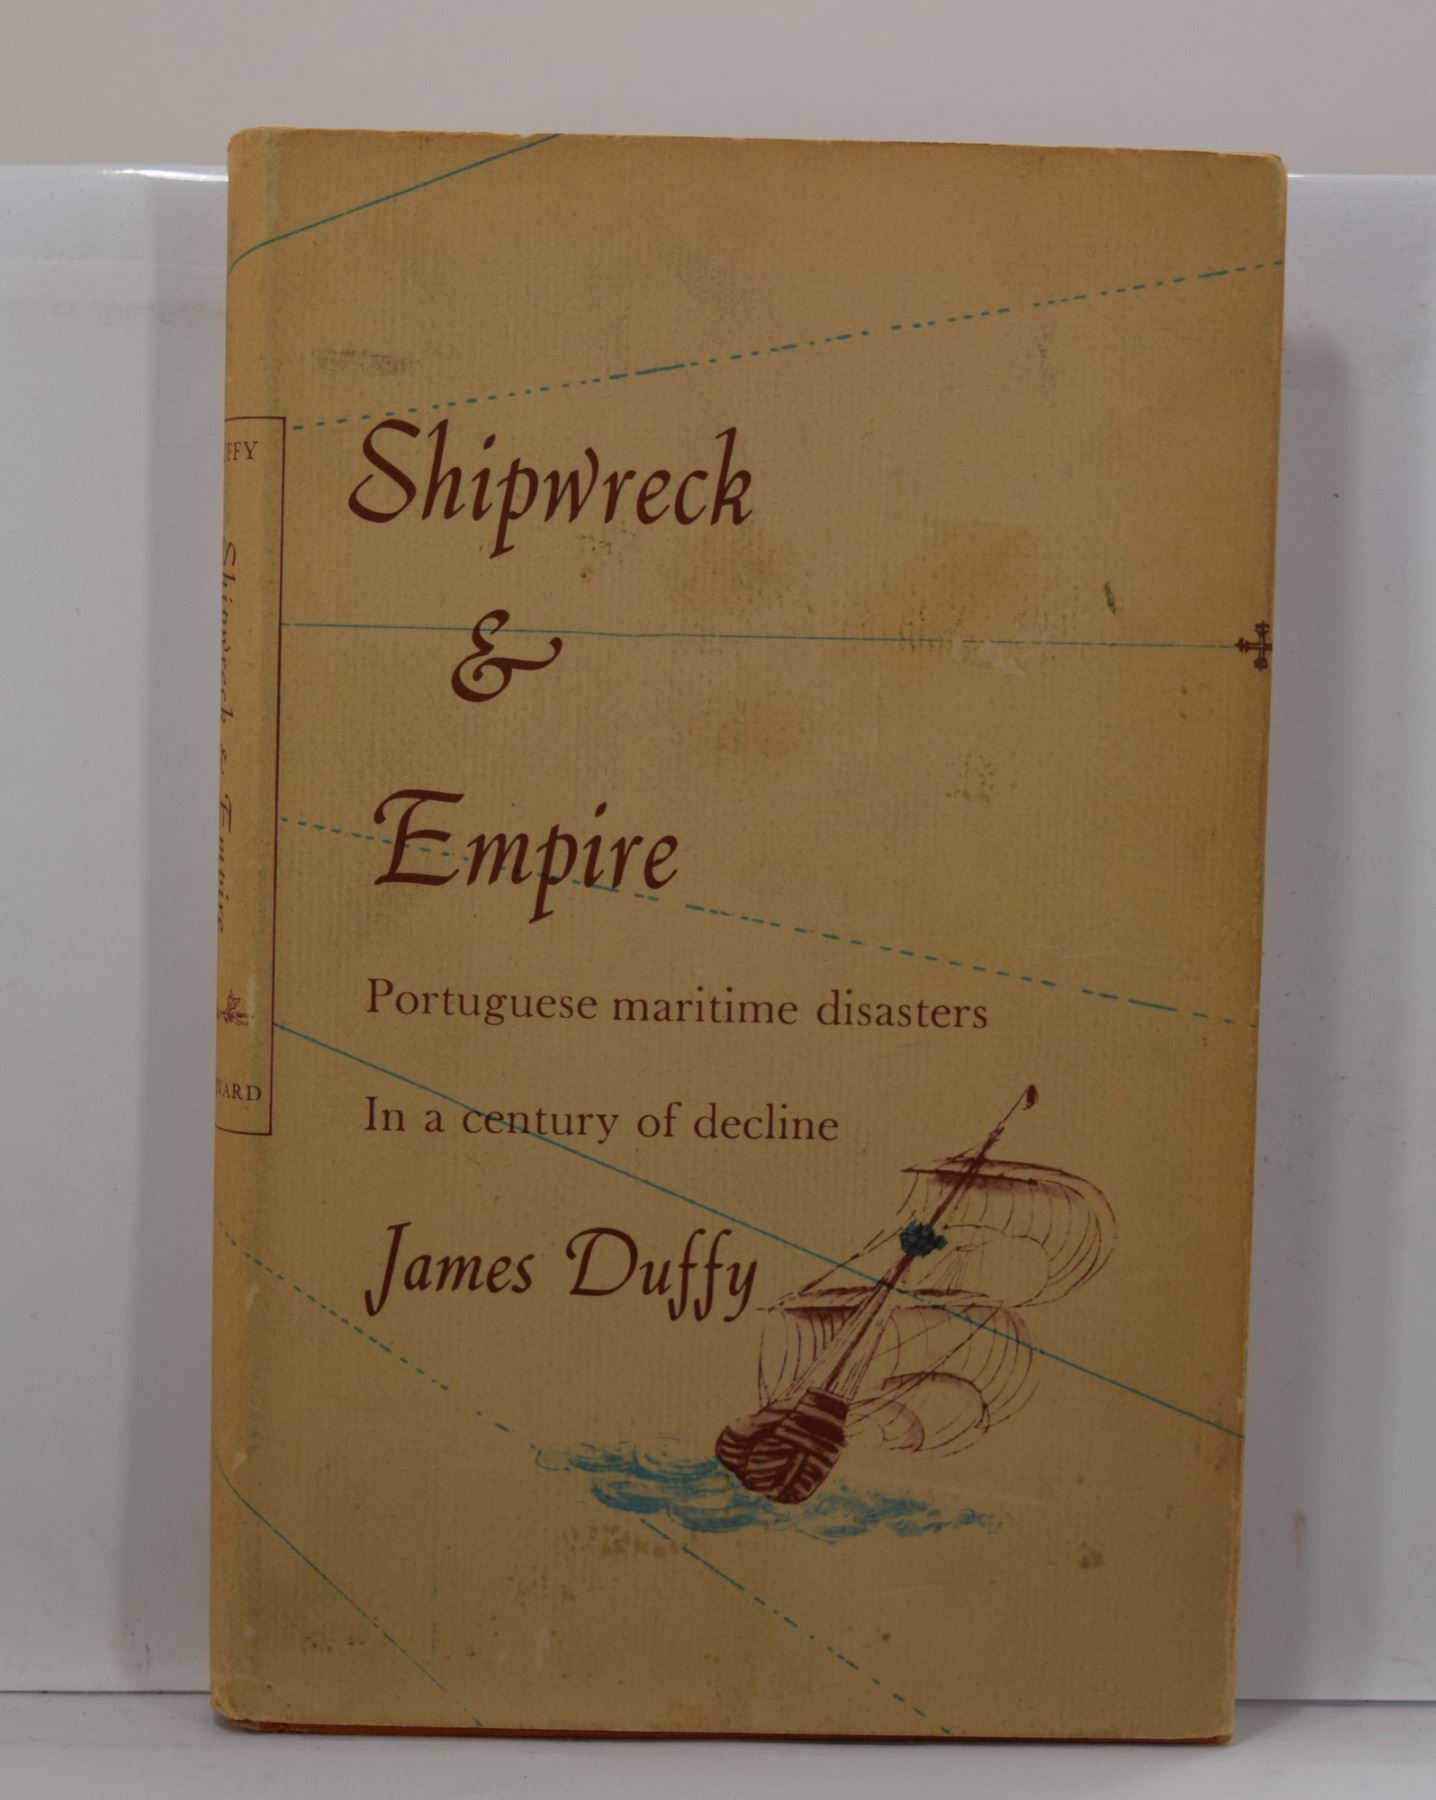 Shipwreck
&
Empire
Portuguese maritime disasters
In a century of decline
James Duffy
FFY
Shipwreck & Empire
VARD